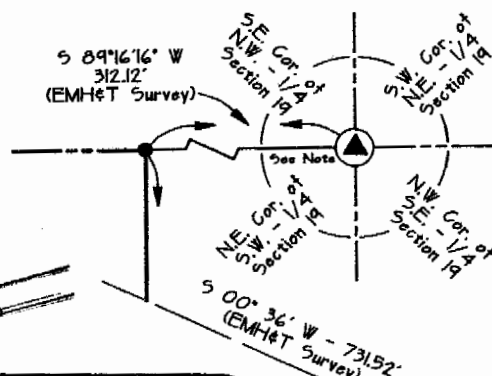 S 89°16'16" W
312.12'
(EMH&T Survey)
S.E. Cor. of
N.W. - 1/4
Section 19
S.W. Cor. of
N.E. - 1/4
Section 19
See Note
N.E. Cor. of
S.W. - 1/4
Section 19
N.W. Cor. of
S.E. - 1/4
Section 19
S 00° 36' W - 731.52'
(EMH&T Survey)